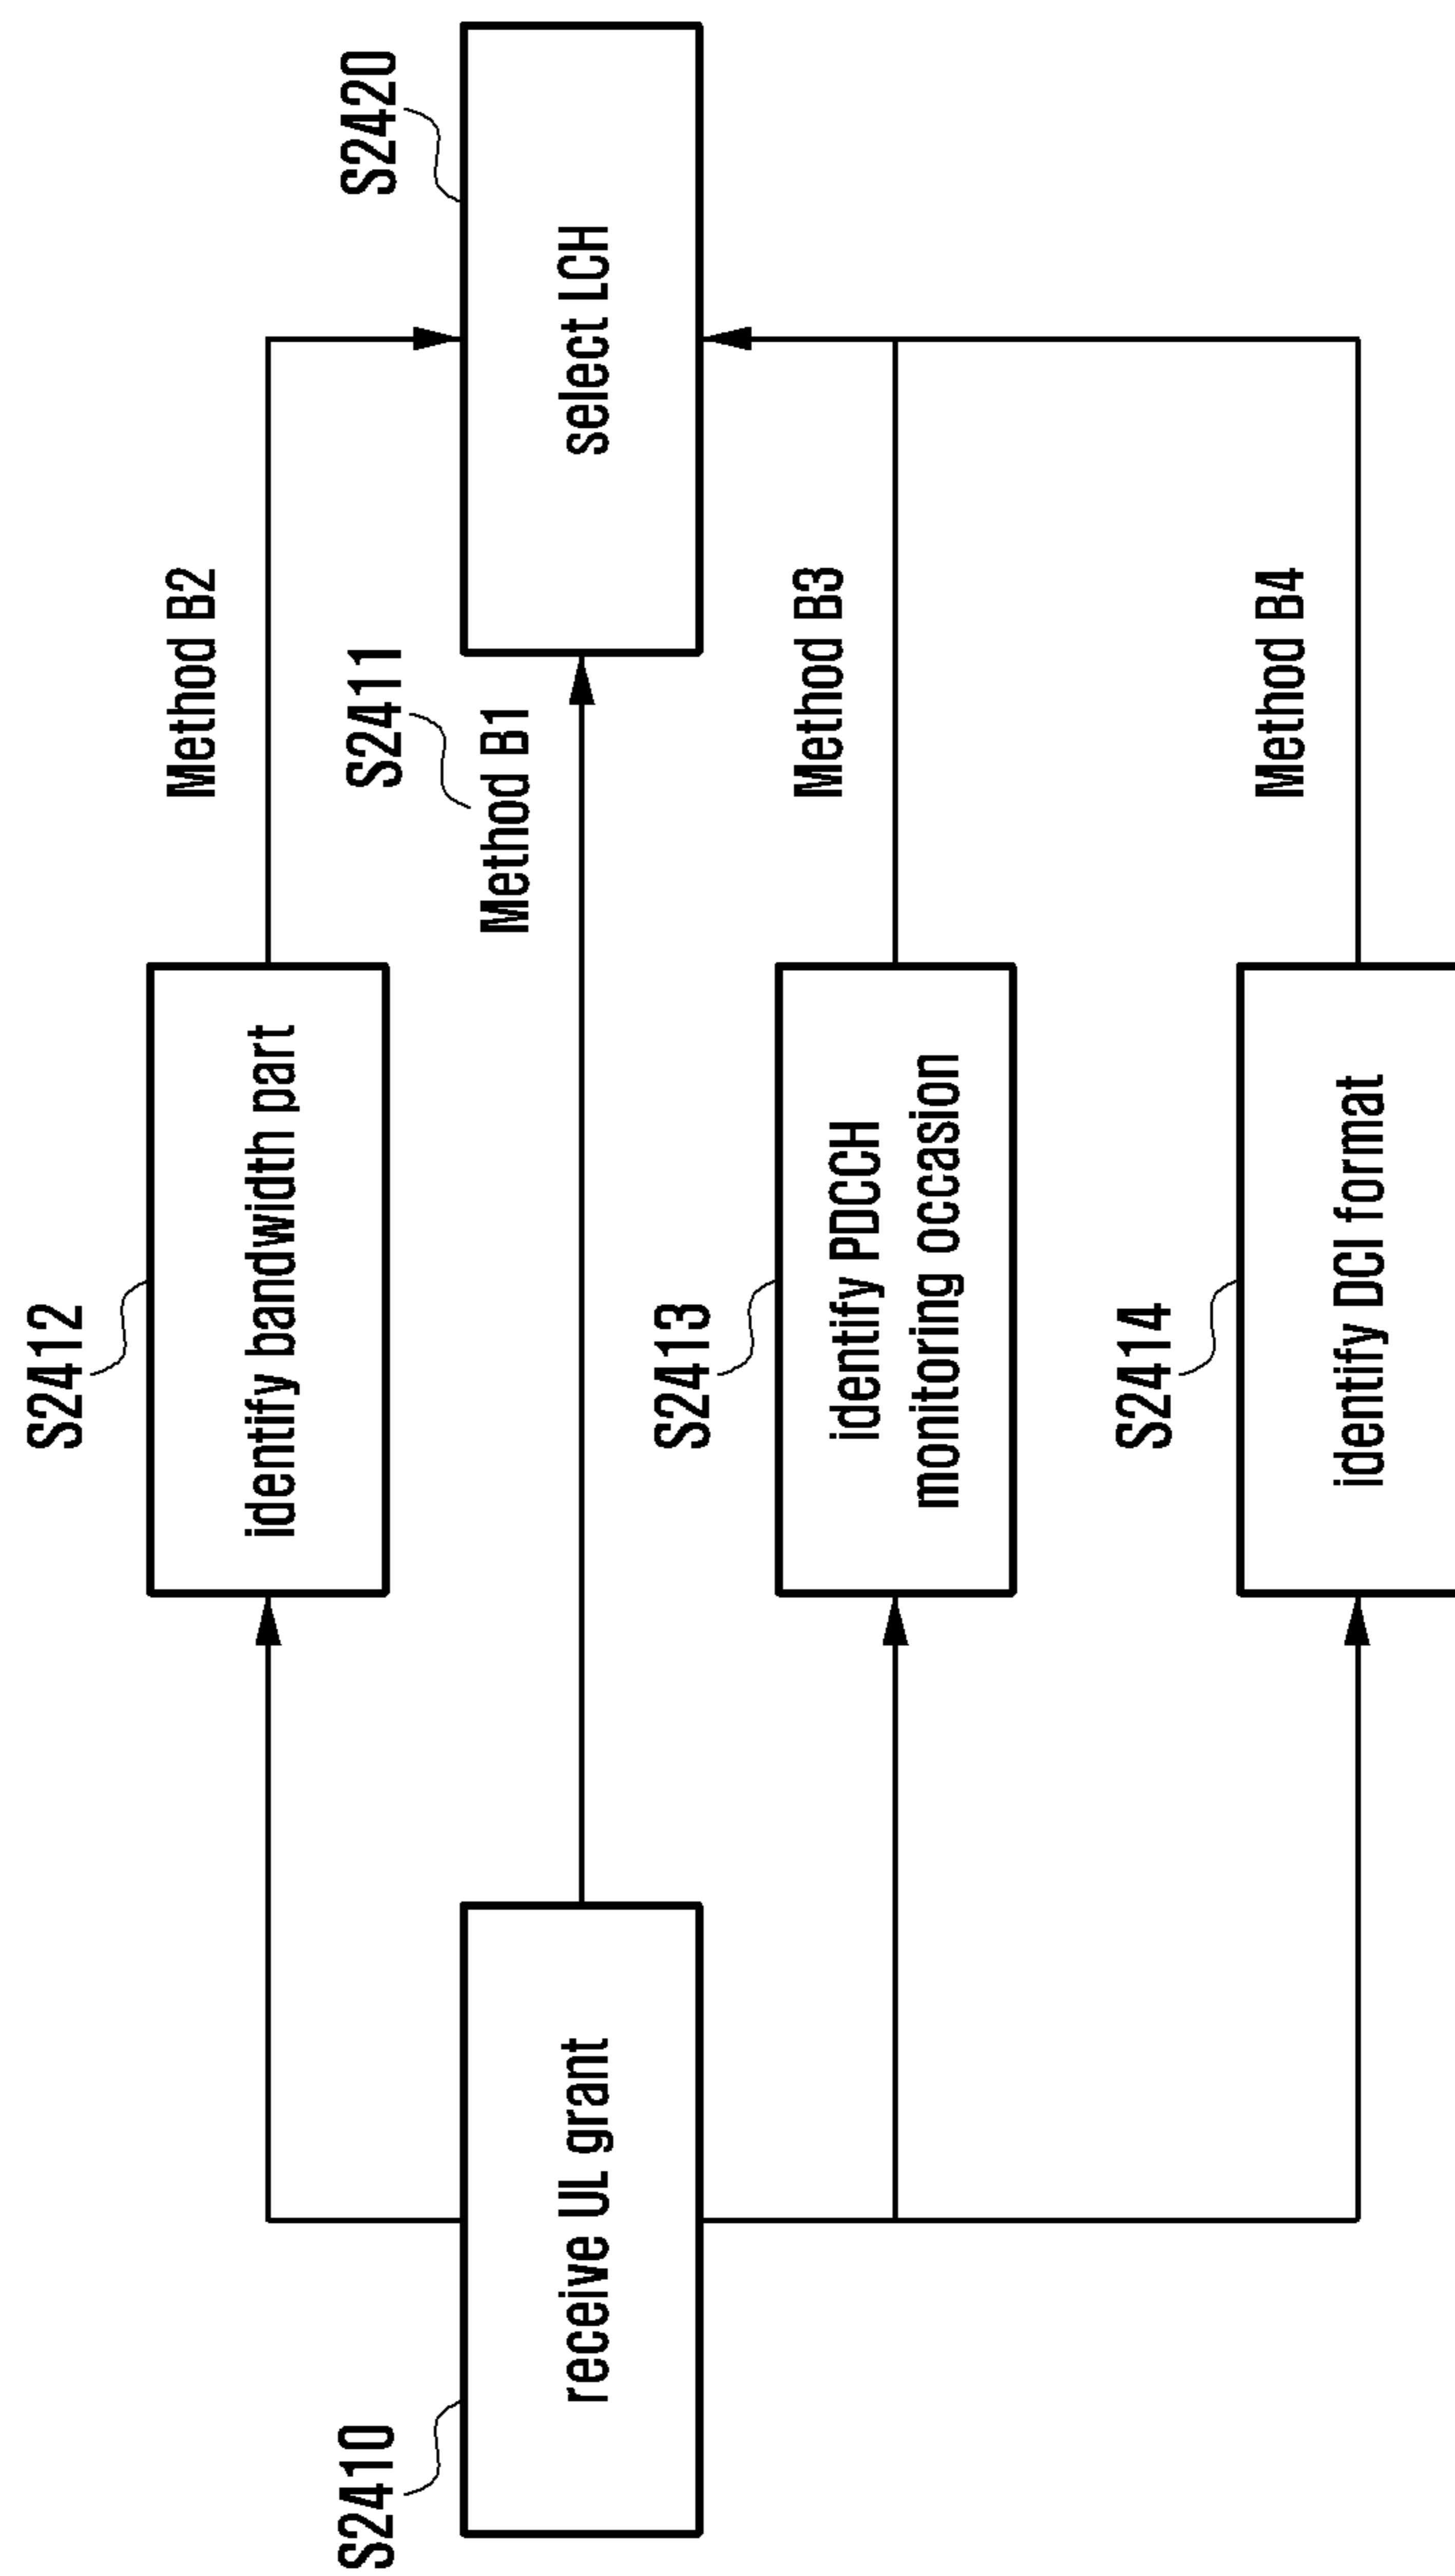 S2412
identify bandwidth part
Method B2
S2410
receive UL grant
S2411
Method B1
S2420
select LCH
S2413
identify PDCCH
monitoring occasion
Method B3
S2414
identify DCI format
Method B4